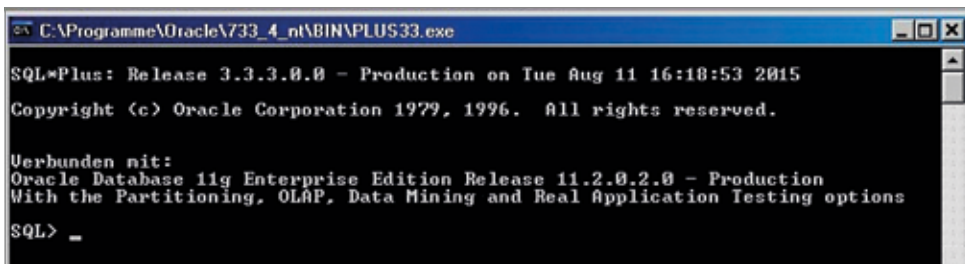 C:\Programme\Oracle\733_4_nt\BIN\PLUS33.exe
SQL*Plus: Release 3.3.3.0.0 - Production on Tue Aug 11 16:18:53 2015
Copyright (c) Oracle Corporation 1979, 1996.  All rights reserved.
Verbunden mit:
Oracle Database 11g Enterprise Edition Release 11.2.0.2.0 - Production
With the Partitioning, OLAP, Data Mining and Real Application Testing options
SQL> _